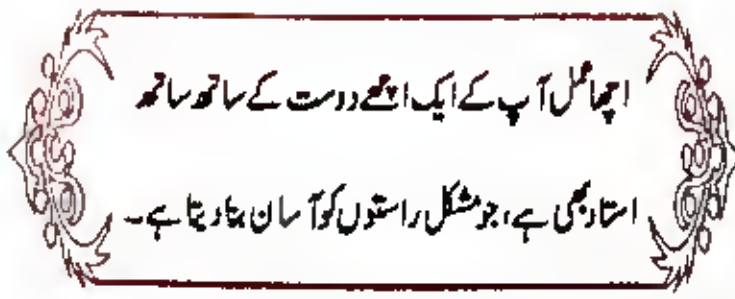 اچھا عمل آپ کے ایک اچھے دوست کے ساتھ ساتھ
استاد بھی ہے، جو مشکل راستوں کو آسان بنا دیتا ہے۔